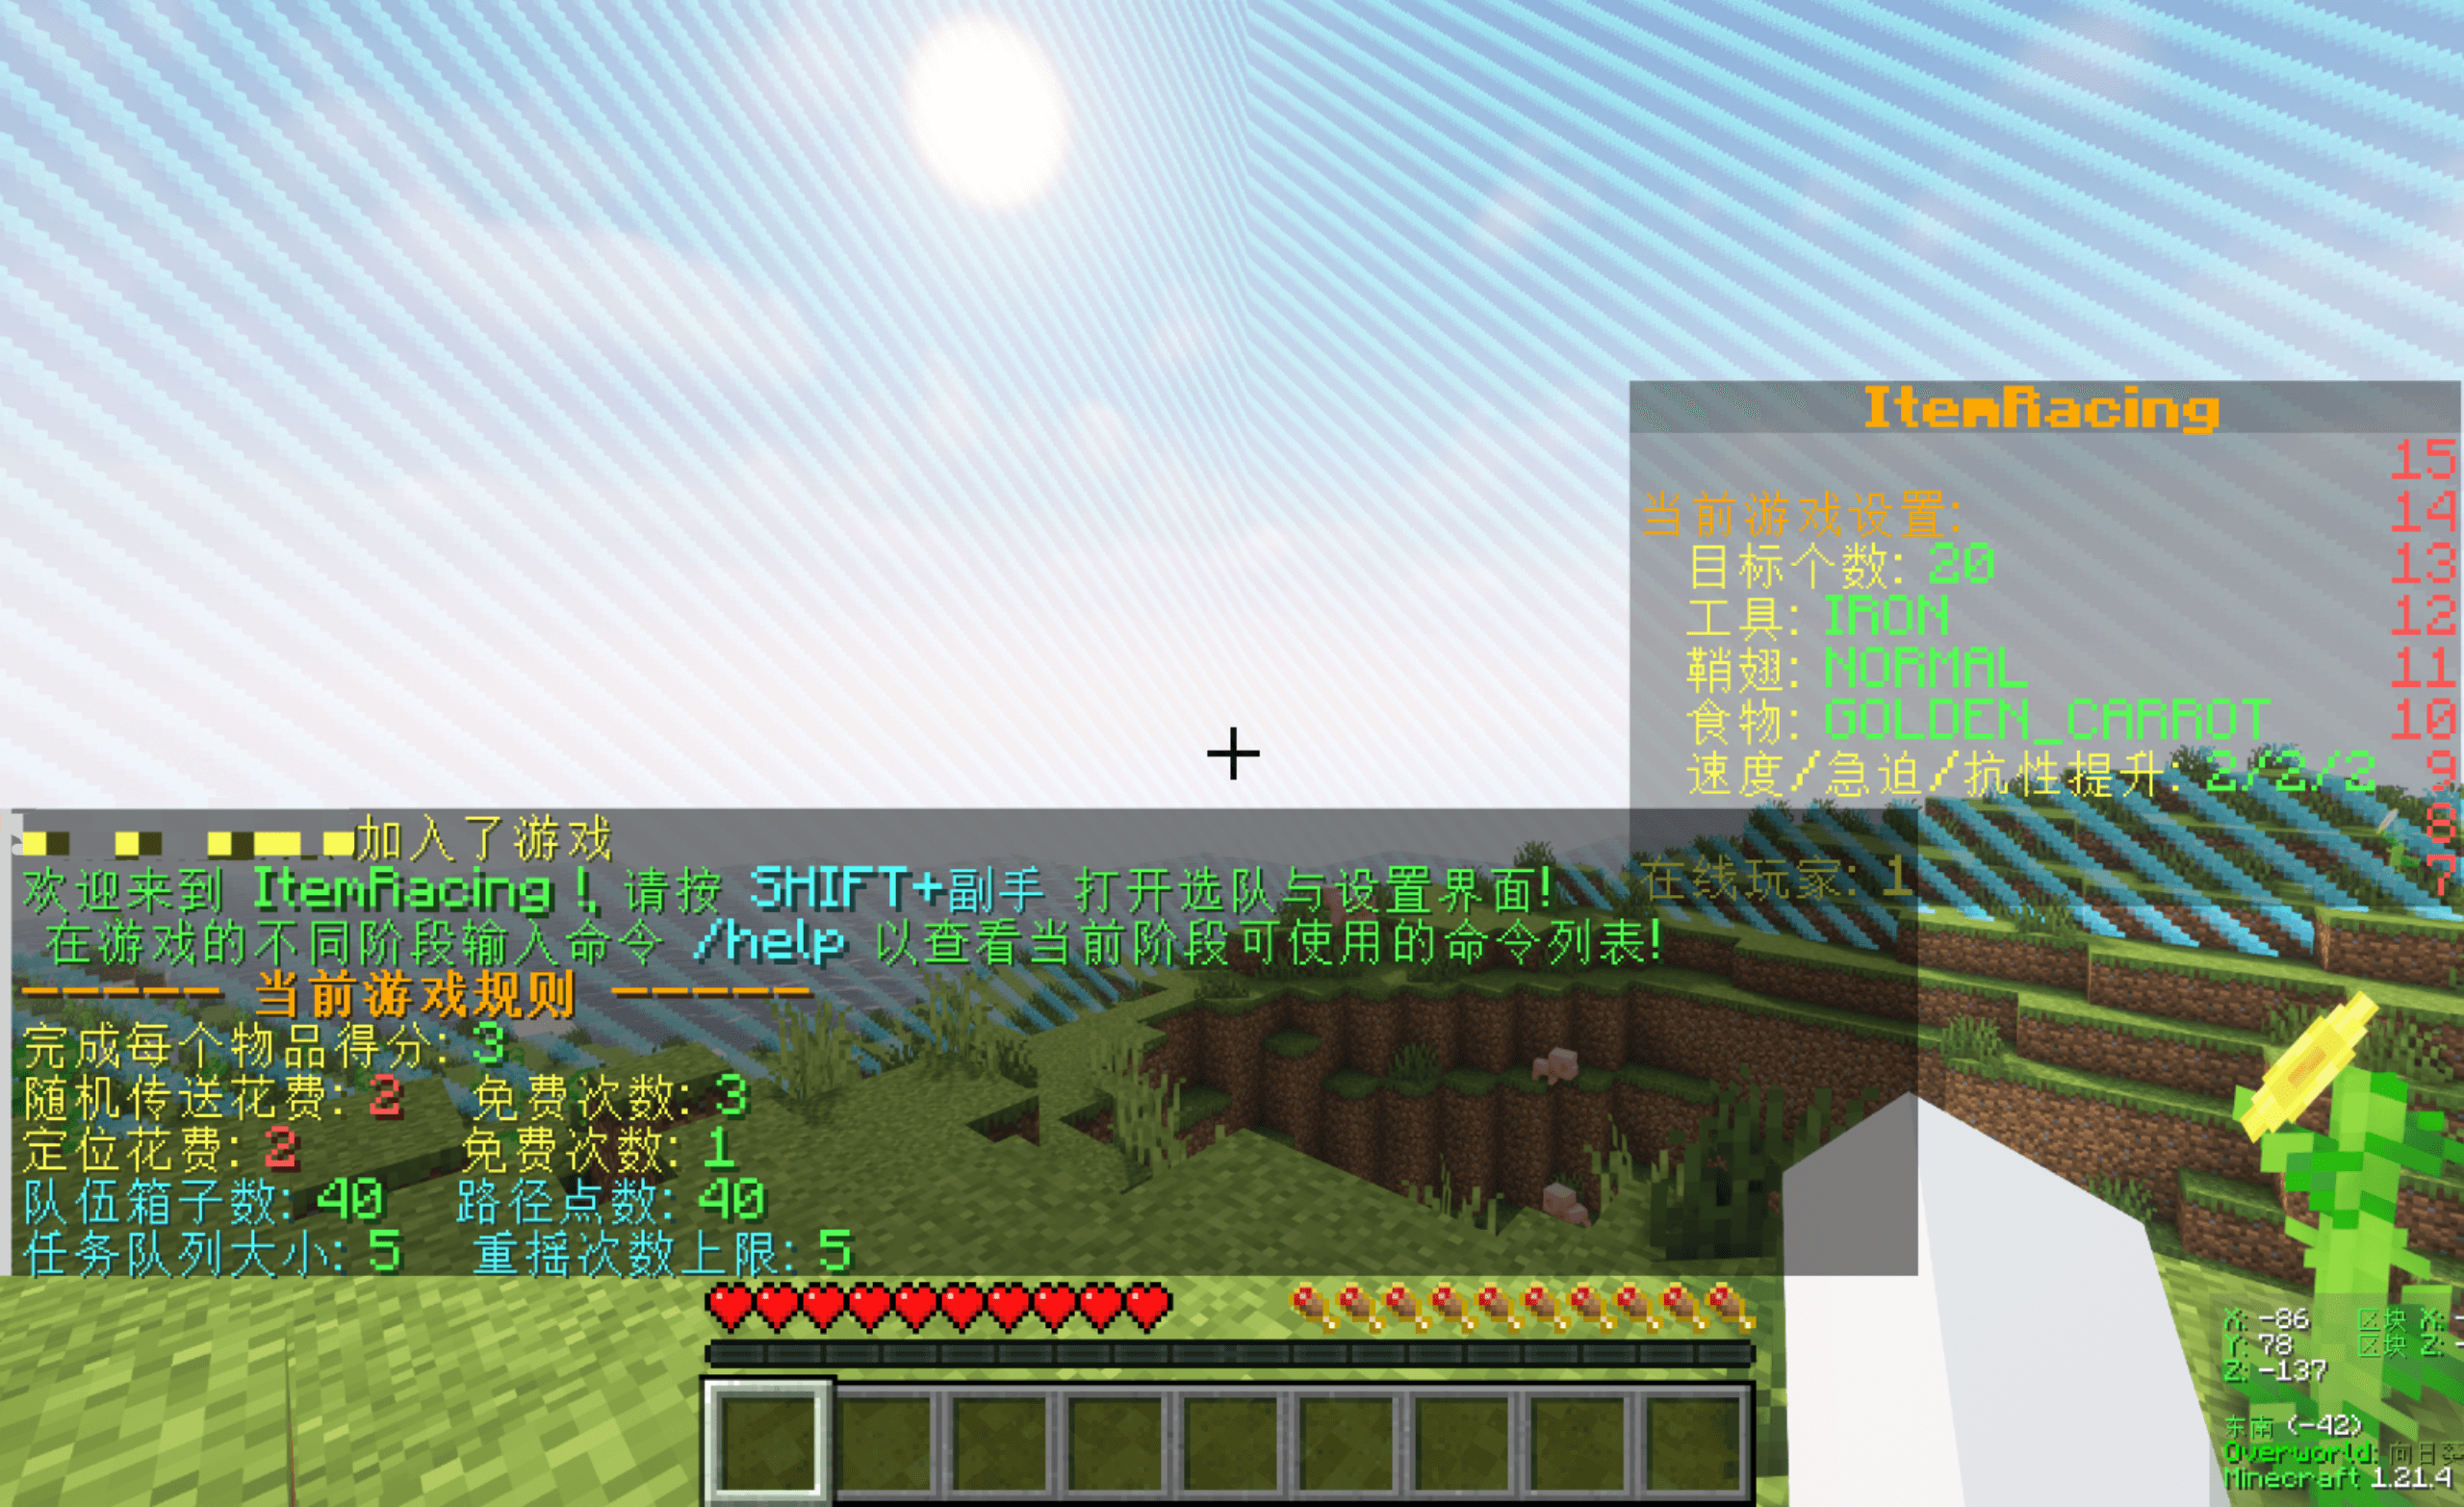 ItemRacing
15
14
当前游戏设置:
13
目标个数: 20
12
工具: IRON
11
鞘翅: NORMAL
10
食物: GOLDEN_CARROT
9
速度/急迫/抗性提升: 2/2/2
8
7
在线玩家: 1
加入了游戏
欢迎来到 ItemRacing！请按 SHIFT+副手 打开选队与设置界面!
在游戏的不同阶段输入命令 /help 以查看当前阶段可使用的命令列表!
----- 当前游戏规则 -----
完成每个物品得分: 3
随机传送花费: 2 免费次数: 3
定位花费: 2 免费次数: 1
队伍箱子数: 40 路径点数: 40
任务队列大小: 5 重摇次数上限: 5
X: -86 区块 X: -
Y: 78 区块 Z: -
Z: -137
东南 (-42)
Overworld: 向日
Minecraft 1.21.4